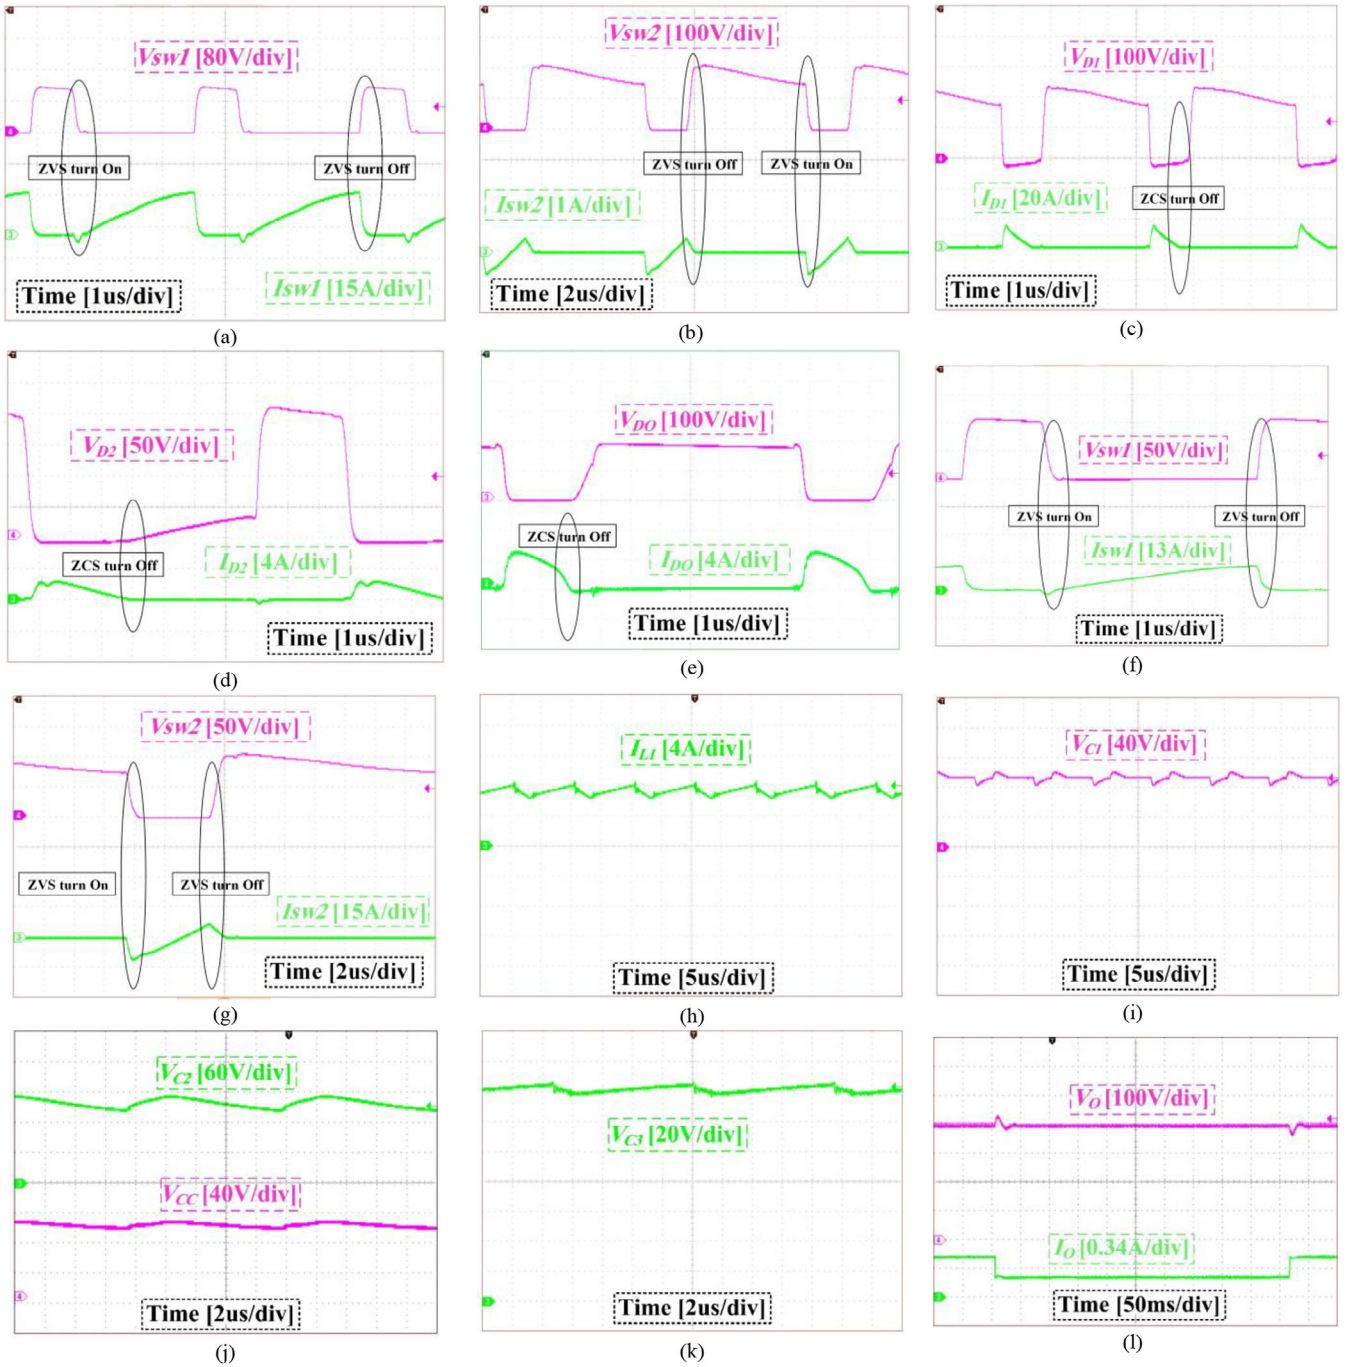 Vsw1 [80V/div]
ZVS turn On
ZVS turn Off
Time [1us/div]
Isw1 [15A/div]
(a)
Vsw2 [100V/div]
ZVS turn Off
ZVS turn On
Isw2 [1A/div]
Time [2us/div]
(b)
VD1 [100V/div]
ID1 [20A/div]
ZCS turn Off
Time [1us/div]
(c)
VD2 [50V/div]
ZCS turn Off
ID2 [4A/div]
Time [1us/div]
(d)
VDO [100V/div]
ZCS turn Off
IDO [4A/div]
Time [1us/div]
(e)
Vsw1 [50V/div]
ZVS turn On
ZVS turn Off
Isw1 [13A/div]
Time [1us/div]
(f)
Vsw2 [50V/div]
ZVS turn On
ZVS turn Off
Isw2 [15A/div]
Time [2us/div]
(g)
IL1 [4A/div]
Time [5us/div]
(h)
VC1 [40V/div]
Time [5us/div]
(i)
VC2 [60V/div]
VCC [40V/div]
Time [2us/div]
(j)
VC3 [20V/div]
Time [2us/div]
(k)
VO [100V/div]
IO [0.34A/div]
Time [50ms/div]
(l)